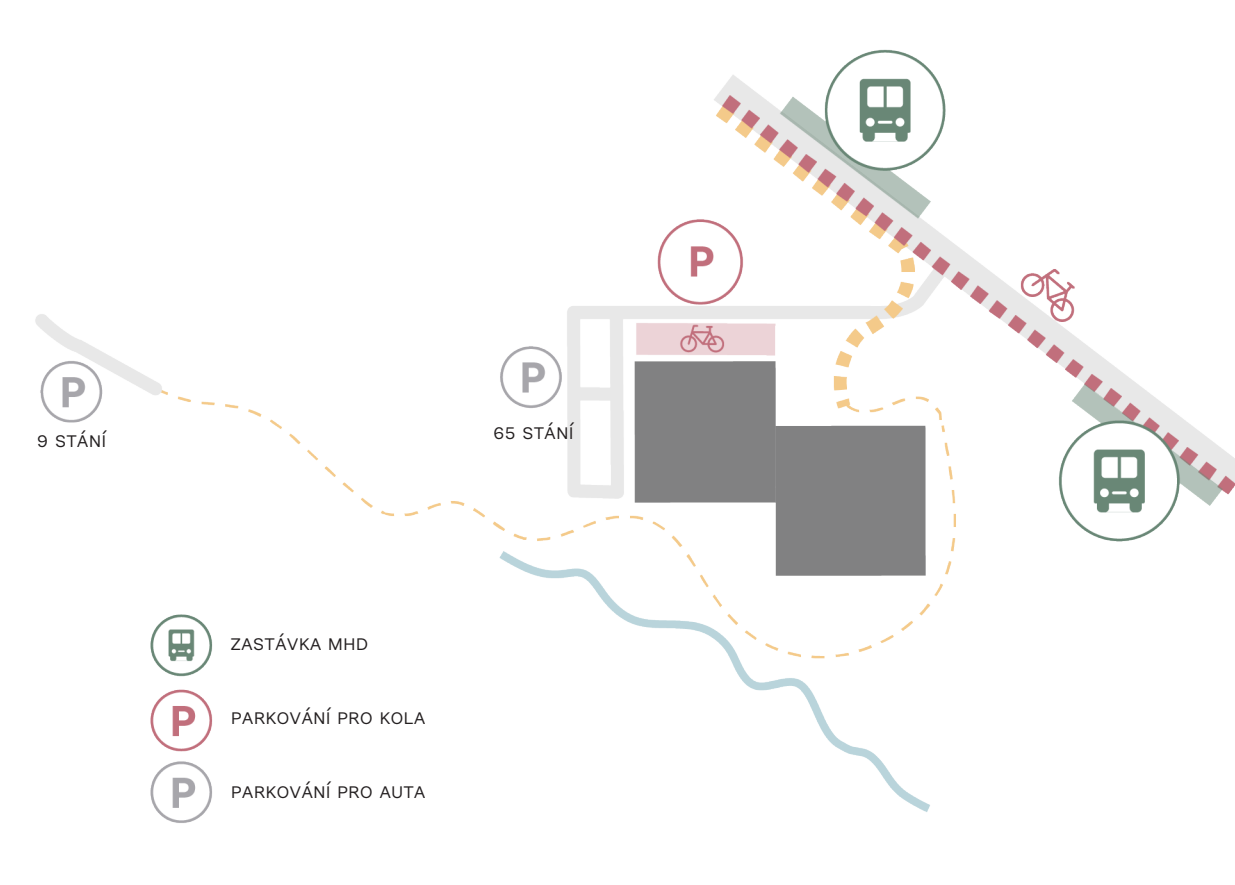 P
P
9 STÁNÍ
P
65 STÁNÍ
ZASTÁVKA MHD
P
PARKOVÁNÍ PRO KOLA
P
PARKOVÁNÍ PRO AUTA